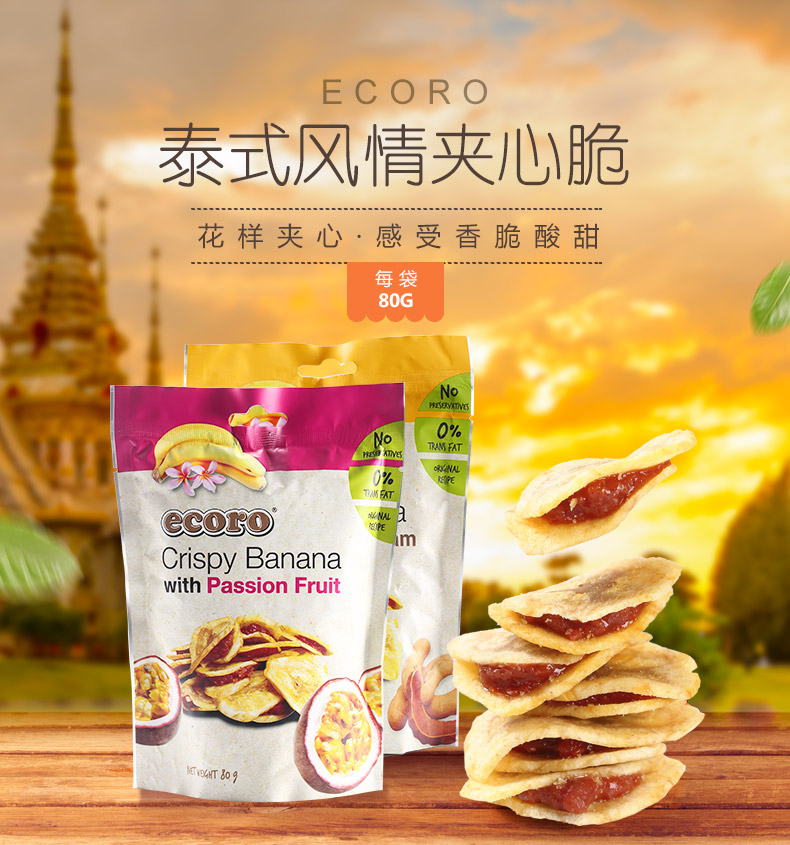 ECORO
泰式风情夹心脆
花样夹心·感受香脆酸甜
每袋
80G
No
PRESERVATIVES
0%
TRANS FAT
ORIGINAL
RECIPE
No
0%
TRANS FAT
ORIGINAL
RECIPE
ecoro®
Crispy Banana
with Passion Fruit
NET WEIGHT 80 g